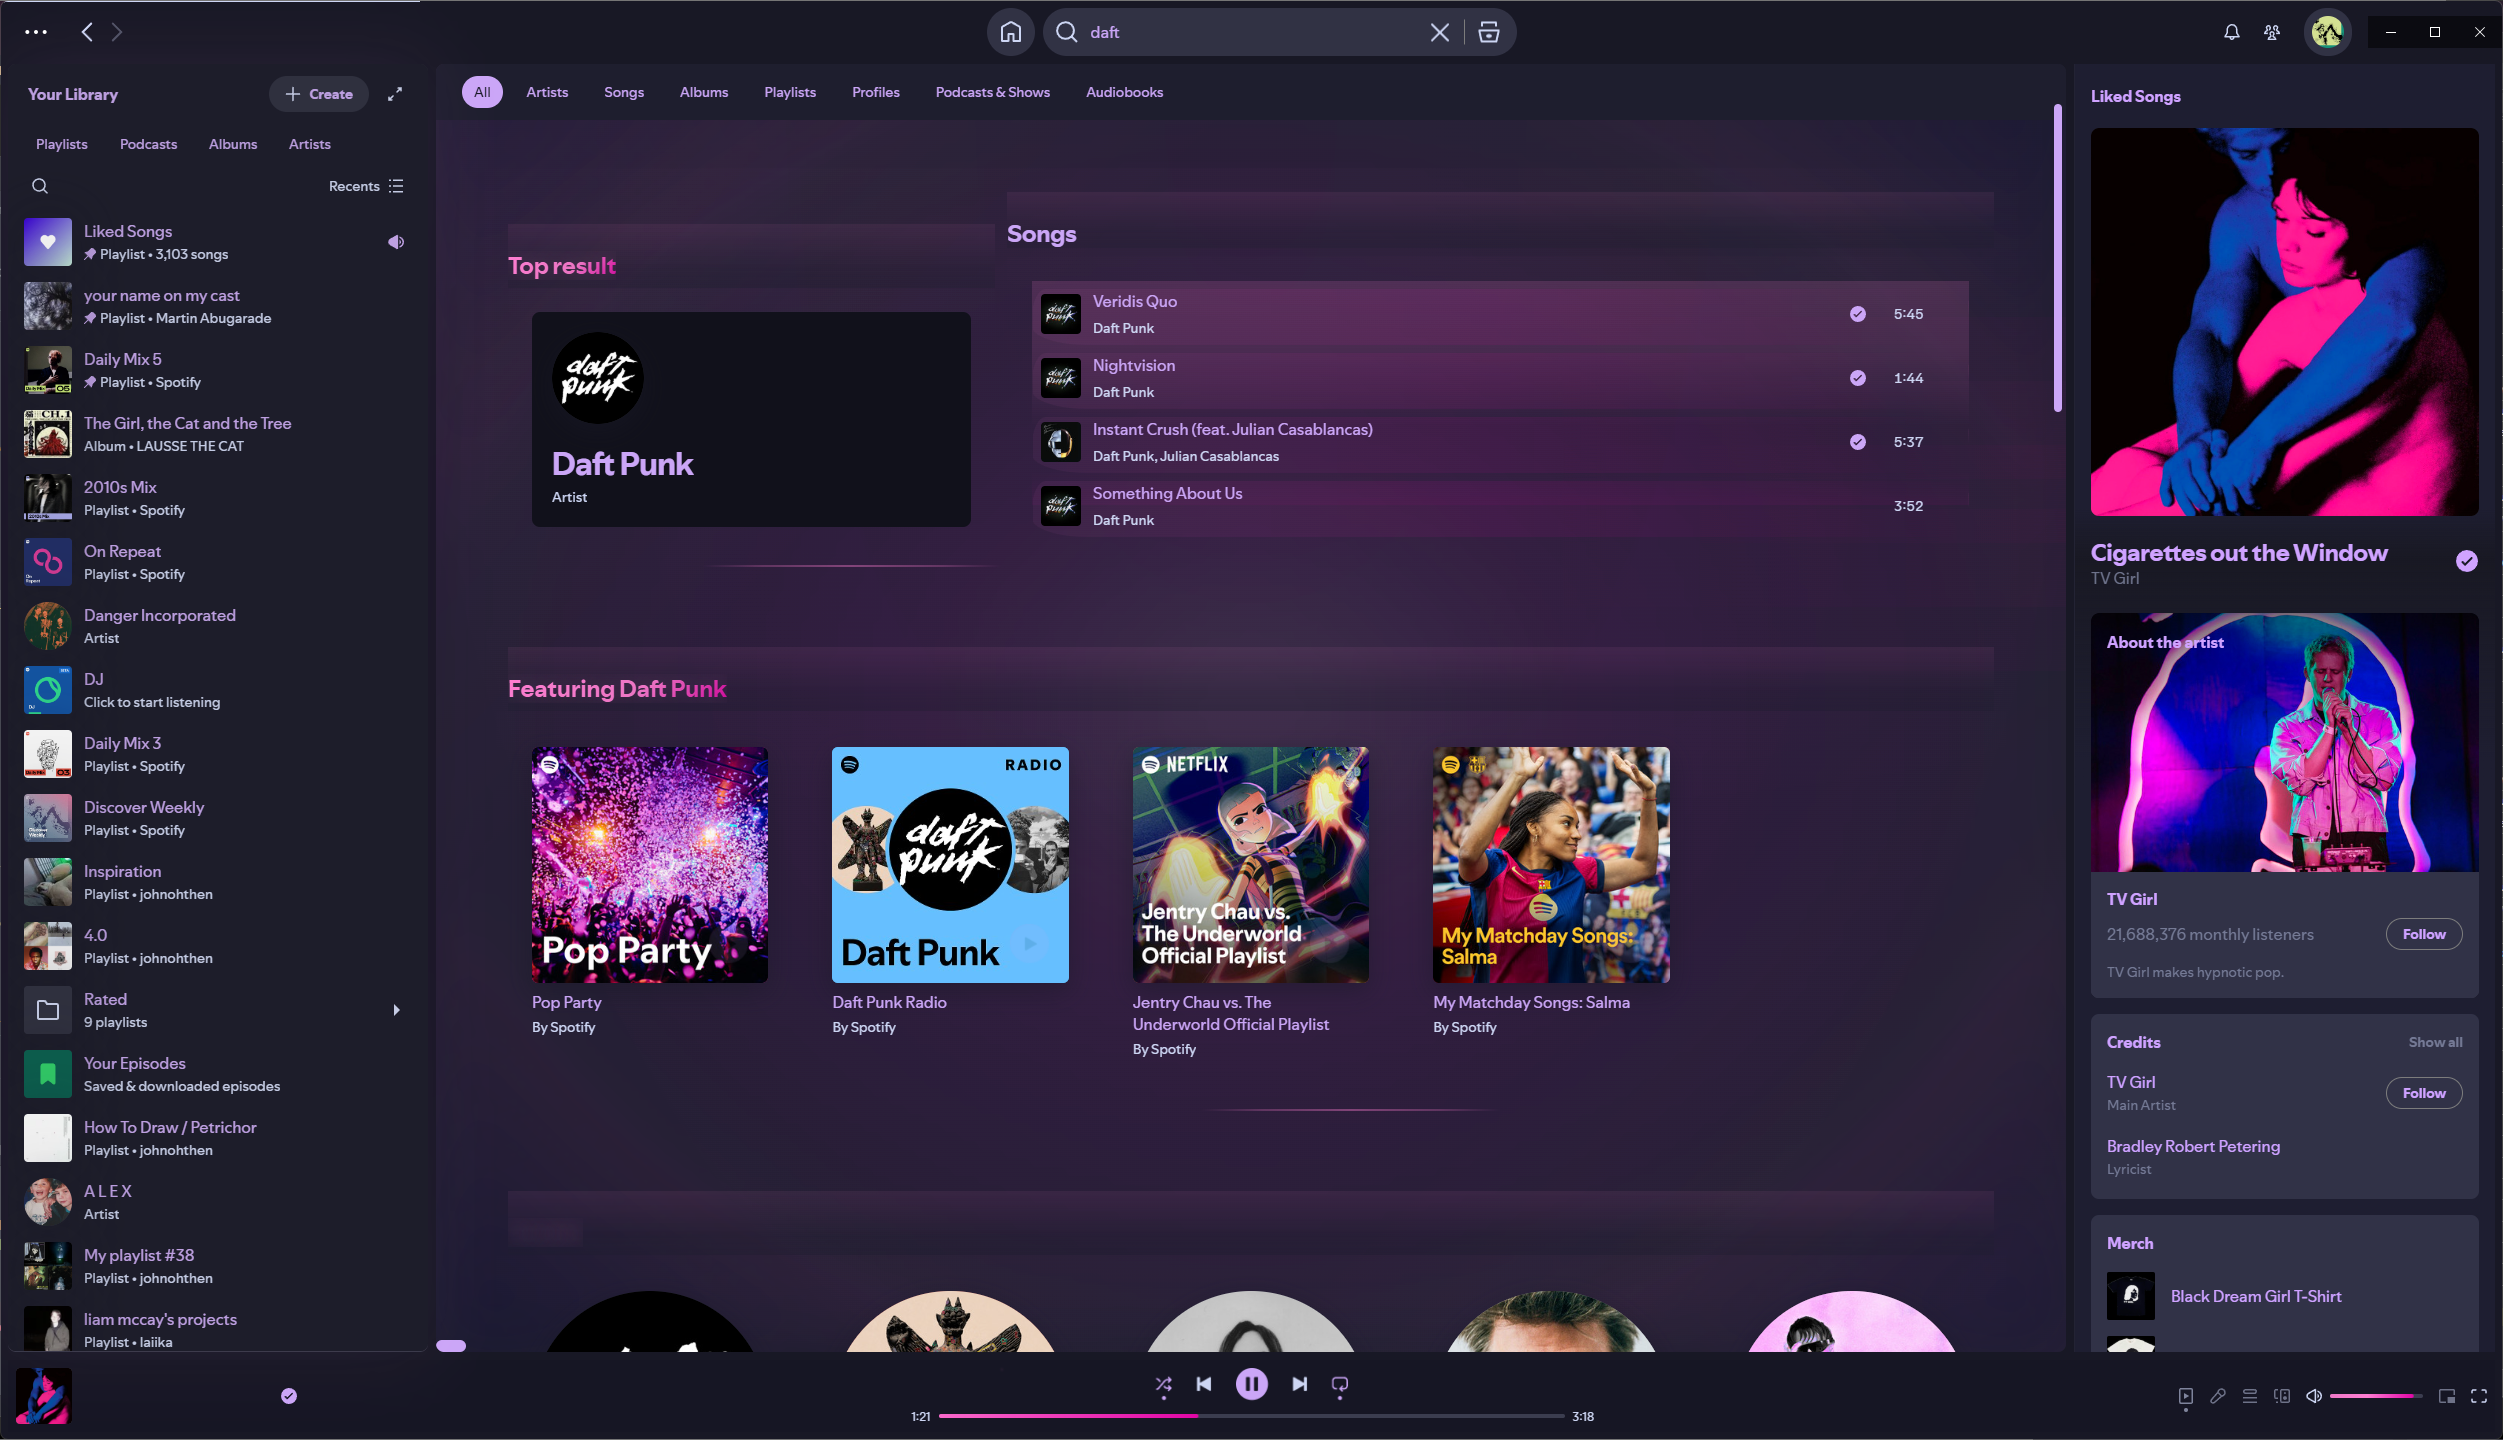 daft
Your Library
Create
Playlists
Podcasts
Albums
Artists
Recents
Liked Songs
Playlist • 3,103 songs
your name on my cast
Playlist • Martin Abugarade
Daily Mix 5
Playlist • Spotify
The Girl, the Cat and the Tree
Album • LAUSSE THE CAT
2010s Mix
Playlist • Spotify
On Repeat
Playlist • Spotify
Danger Incorporated
Artist
DJ
Click to start listening
Daily Mix 3
Playlist • Spotify
Discover Weekly
Playlist • Spotify
Inspiration
Playlist • johnohthen
4.0
Playlist • johnohthen
Rated
9 playlists
Your Episodes
Saved & downloaded episodes
How To Draw / Petrichor
Playlist • johnohthen
A L E X
Artist
My playlist #38
Playlist • johnohthen
liam mccay's projects
Playlist • laiika
All
Artists
Songs
Albums
Playlists
Profiles
Podcasts & Shows
Audiobooks
Top result
daft
punk
Daft Punk
Artist
Songs
Veridis Quo
Daft Punk
5:45
Nightvision
Daft Punk
1:44
Instant Crush (feat. Julian Casablancas)
Daft Punk, Julian Casablancas
5:37
Something About Us
Daft Punk
3:52
Featuring Daft Punk
Pop Party
Pop Party
By Spotify
RADIO
daft
punk
Daft Punk
Daft Punk Radio
By Spotify
NETFLIX
Jentry Chau vs.
The Underworld
Official Playlist
Jentry Chau vs. The
Underworld Official Playlist
By Spotify
My Matchday Songs:
Salma
My Matchday Songs: Salma
By Spotify
Liked Songs
Cigarettes out the Window
TV Girl
About the artist
TV Girl
21,688,376 monthly listeners
Follow
TV Girl makes hypnotic pop.
Credits
Show all
TV Girl
Main Artist
Follow
Bradley Robert Petering
Lyricist
Merch
Black Dream Girl T-Shirt
1:21
3:18